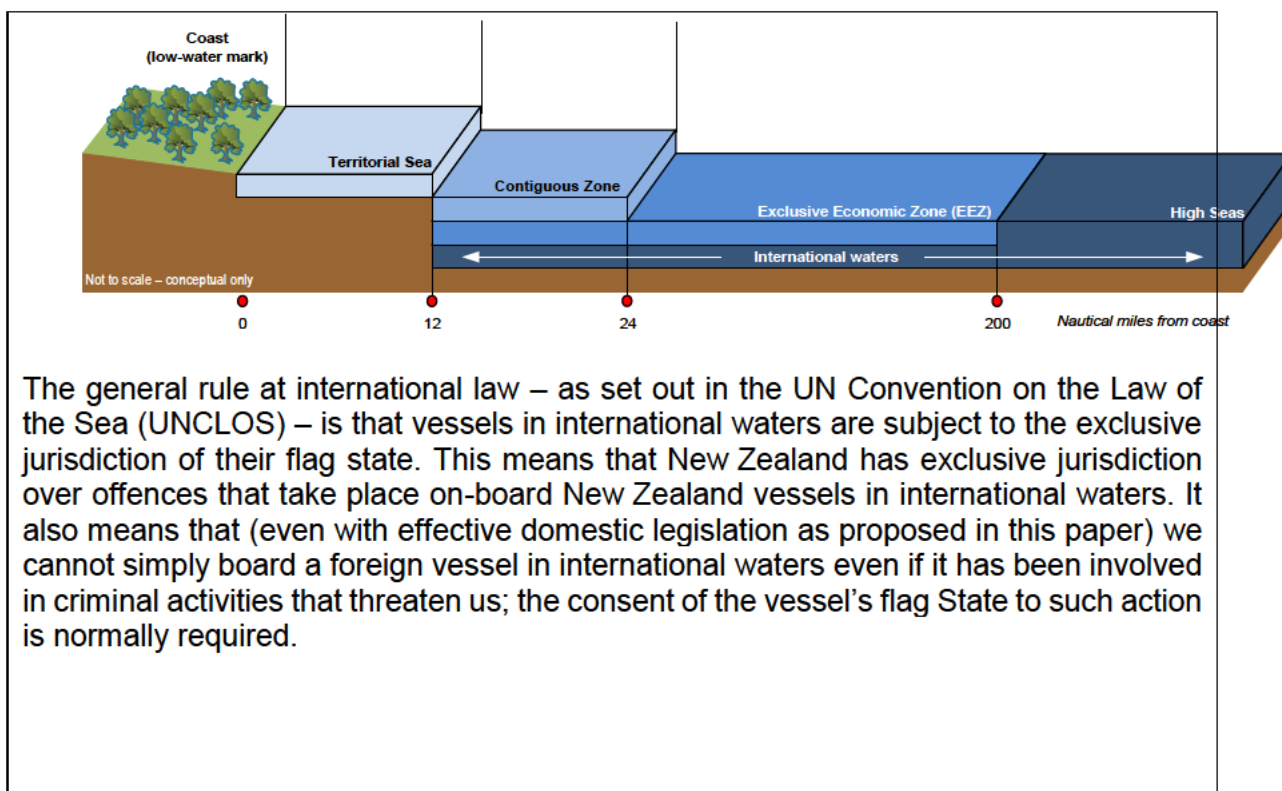 Coast
(low-water mark)
Territorial Sea
Contiguous Zone
Exclusive Economic Zone (EEZ)
High Seas
International waters
Not to scale – conceptual only
0
12
24
200
Nautical miles from coast
The general rule at international law – as set out in the UN Convention on the Law of
the Sea (UNCLOS) – is that vessels in international waters are subject to the exclusive
jurisdiction of their flag state. This means that New Zealand has exclusive jurisdiction
over offences that take place on-board New Zealand vessels in international waters. It
also means that (even with effective domestic legislation as proposed in this paper) we
cannot simply board a foreign vessel in international waters even if it has been involved
in criminal activities that threaten us; the consent of the vessel’s flag State to such action
is normally required.